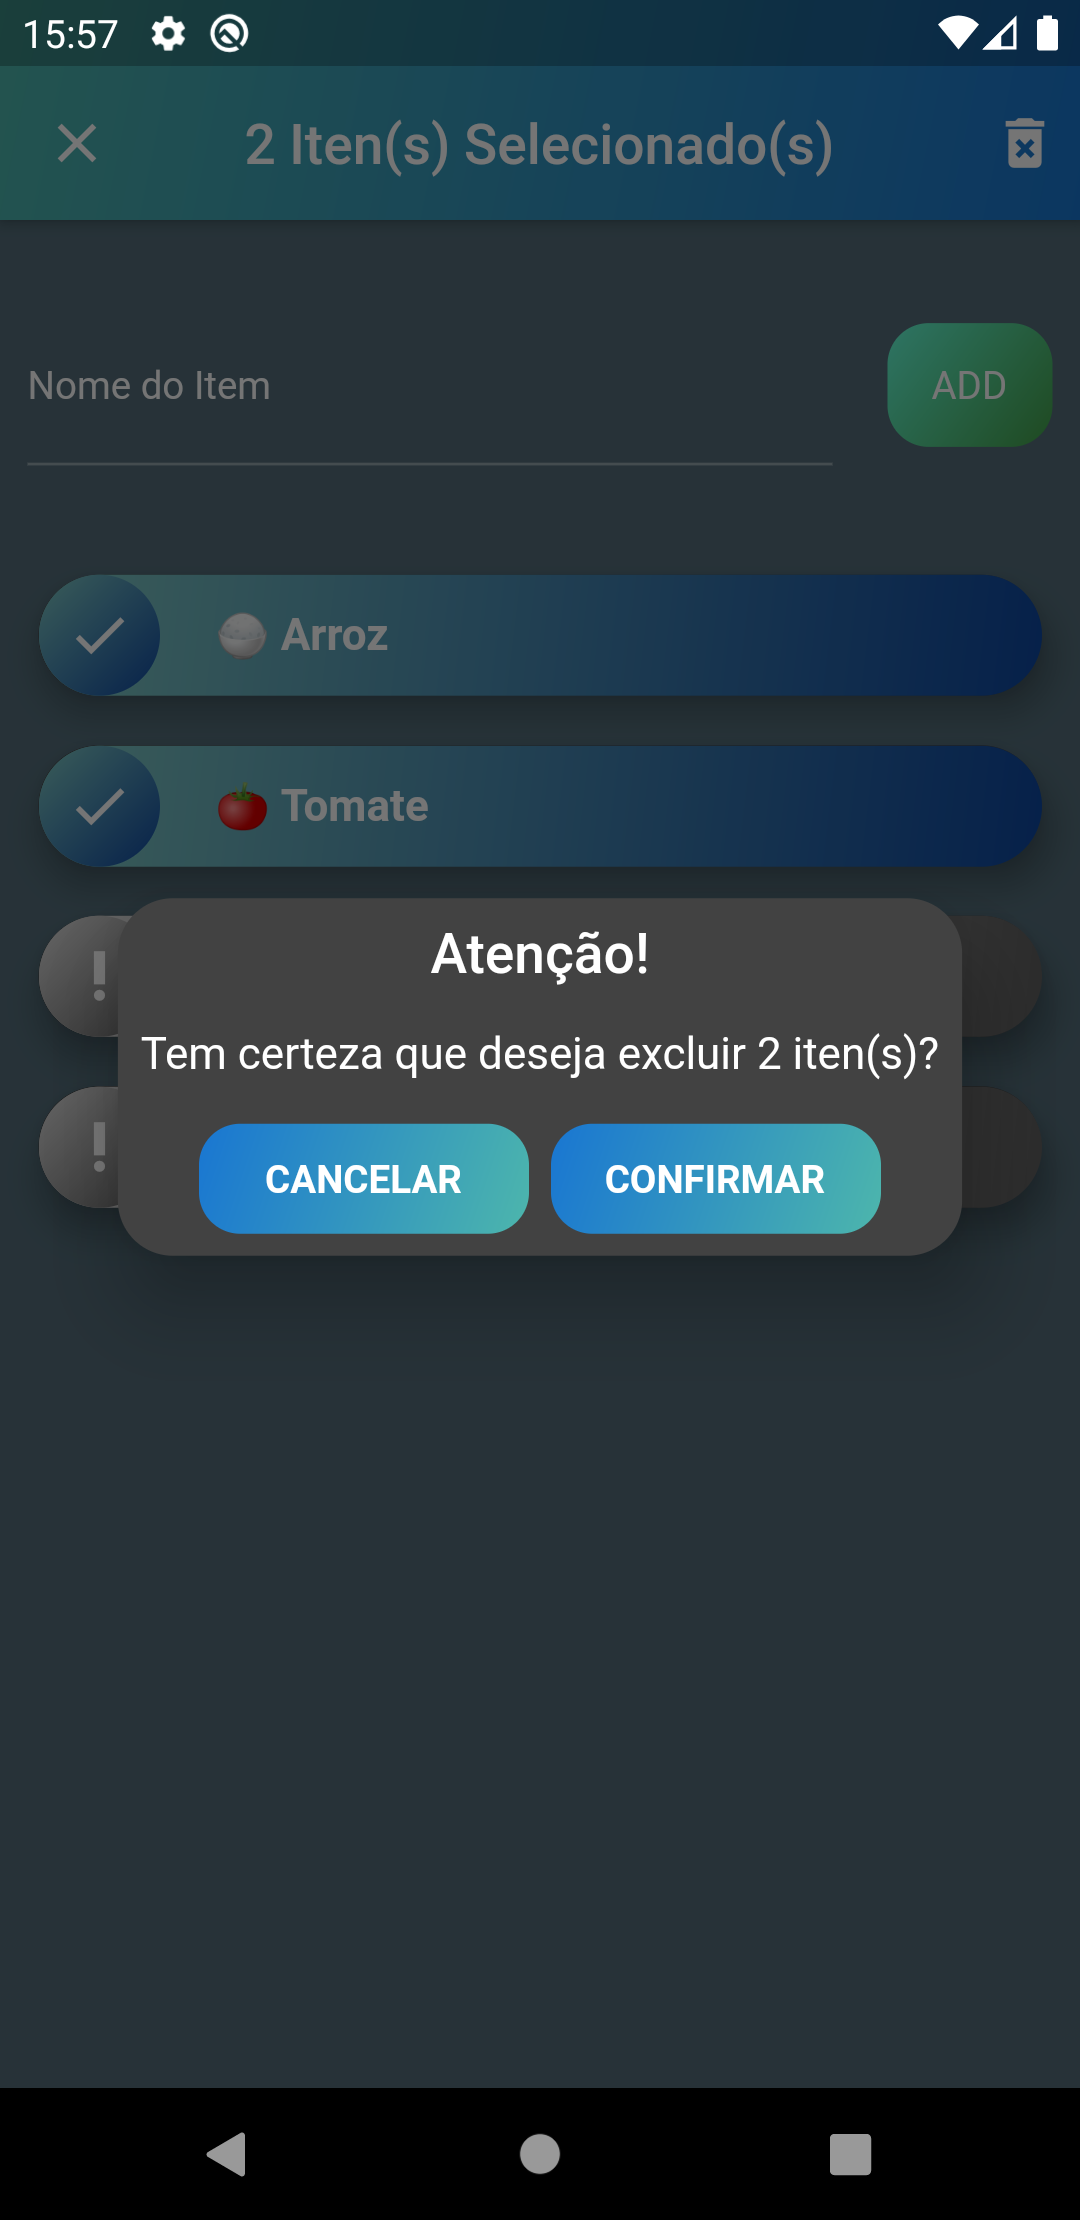 15:57
2 Iten(s) Selecionado(s)
Nome do Item
ADD
Arroz
Tomate
Atenção!
Tem certeza que deseja excluir 2 iten(s)?
CANCELAR
CONFIRMAR